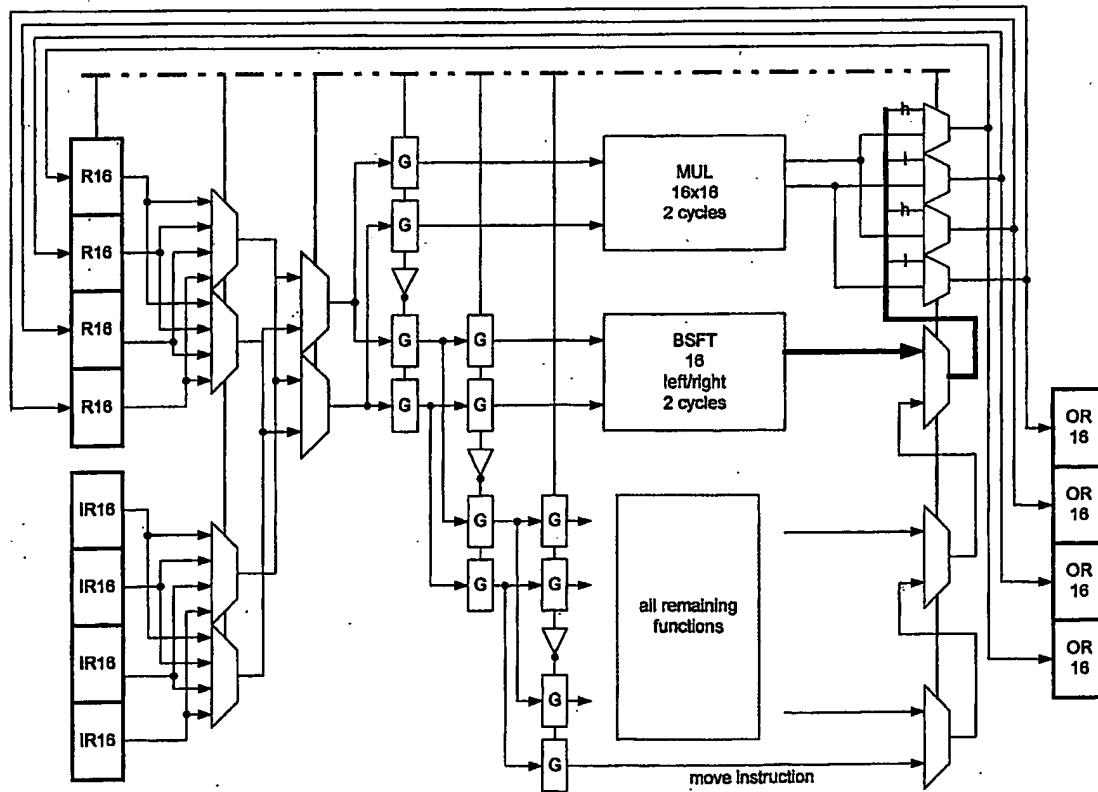 R16
R16
R16
R16
IR16
IR16
IR16
IR16
G
G
G
G
G
G
G
G
G
G
G
G
MUL
16x16
2 cycles
BSFT
16
left/right
2 cycles
all remaining
functions
move instruction
h
l
h
l
OR
16
OR
16
OR
16
OR
16